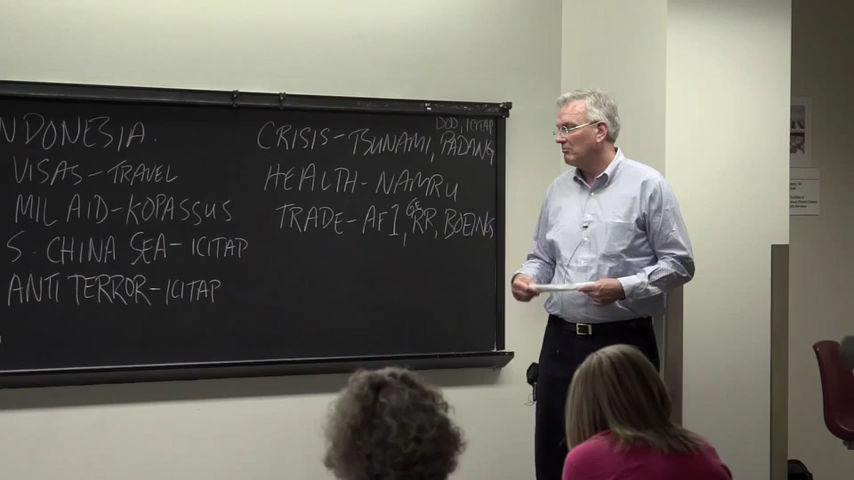 NDONESIA.
VISAS-TRAVEL
MIL AID-KOPASSUS
S. CHINA SEA-ICITAP
ANTI TERROR-ICITAP
DOD, ICITAP
CRISIS-TSUNAMI, PADANG
HEALTH-NAMRU
GE
TRADE-AF1, RR, BOEING